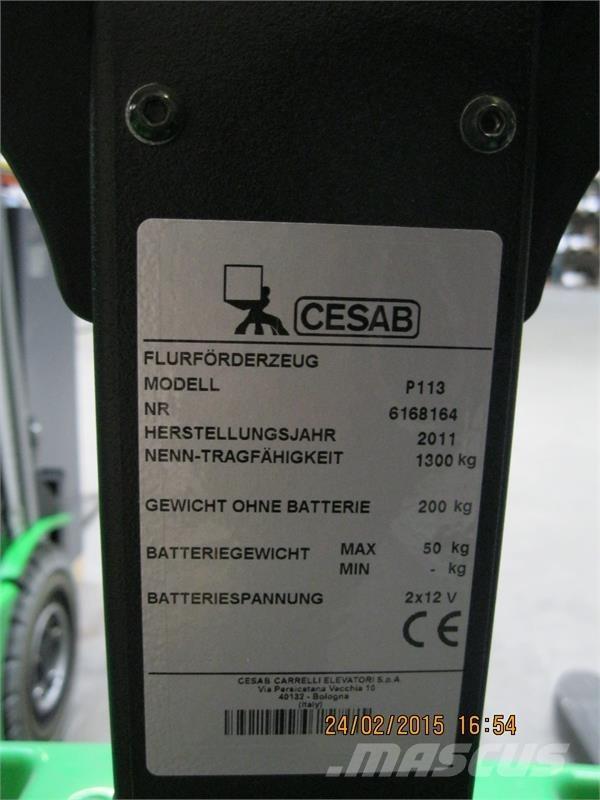 CESAB
FLURFÖRDERZEUG
MODELL P113
NR 6168164
HERSTELLUNGSJAHR 2011
NENN-TRAGFÄHIGKEIT 1300 kg
GEWICHT OHNE BATTERIE 200 kg
BATTERIEGEWICHT MAX 50 kg
MIN - kg
BATTERIESPANNUNG 2x12 V
CE
CESAB CARRELLI ELEVATORI S.p.A.
Via Persicetana Vecchia 10
40132 - Bologna
(Italy)
24/02/2015 16:54
MASCUS